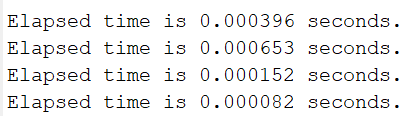 Elapsed time is 0.000396 seconds.
Elapsed time is 0.000653 seconds.
Elapsed time is 0.000152 seconds.
Elapsed time is 0.000082 seconds.